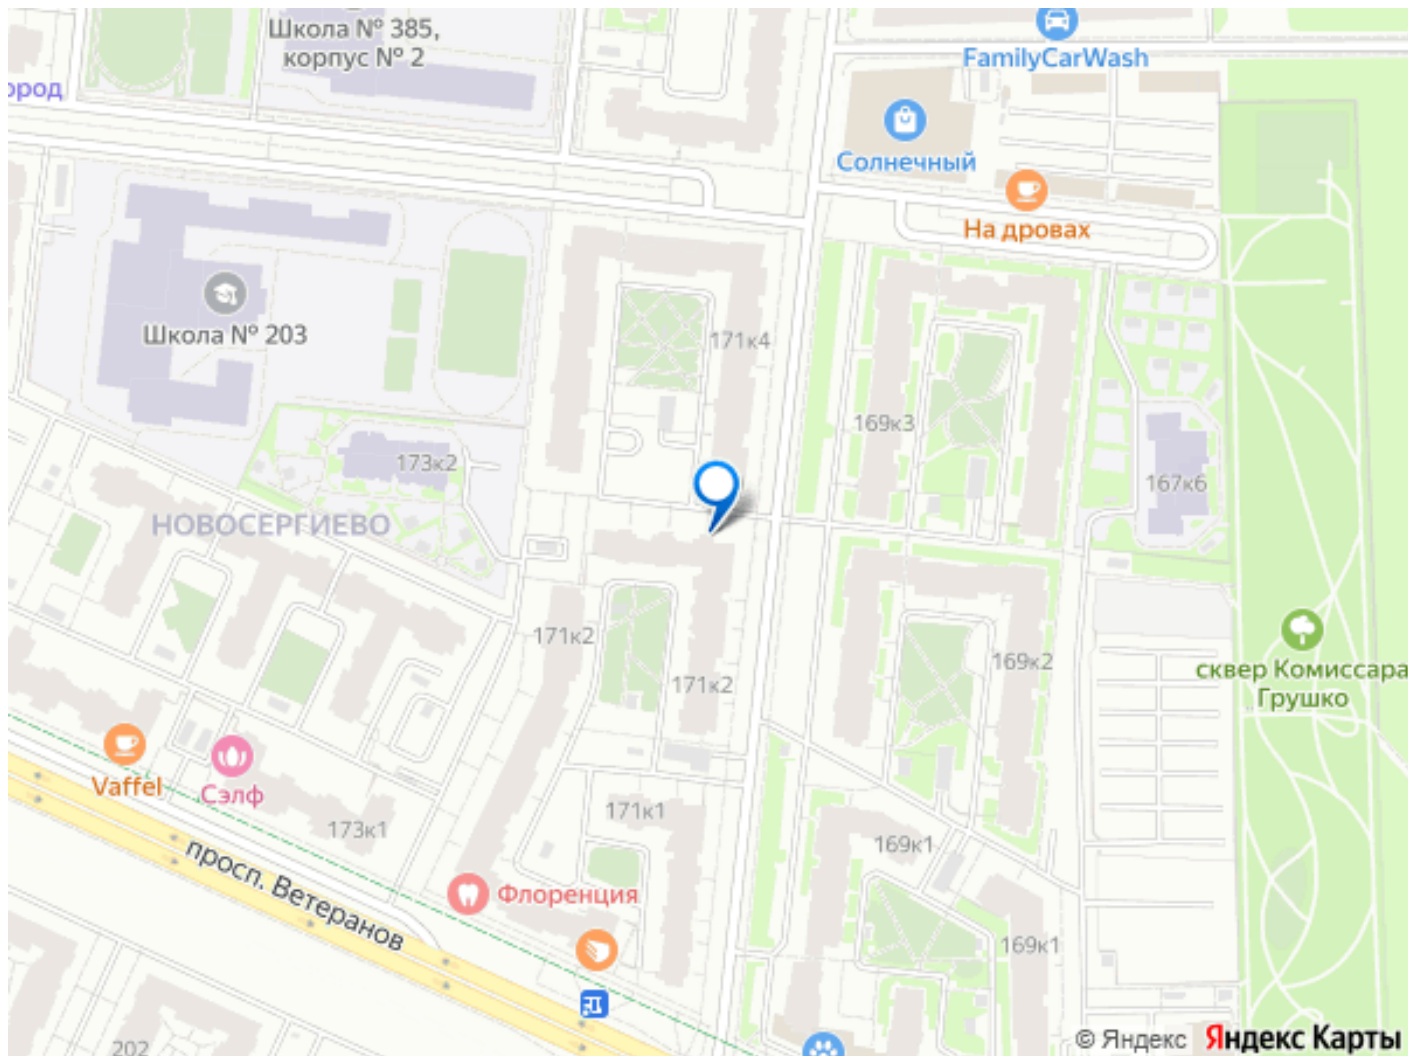 Школа № 385,
корпус № 2
FamilyCarWash
ород
Солнечный
На дровах
Школа № 203
171к4
169к3
173к2
167к6
НОВОСЕРГИЕВО
171к2
171к2
169к2
сквер Комиссара
Грушко
Vaffel
Сэлф
173к1
171к1
169к1
просп. Ветеранов
Флоренция
169к1
202
© Яндекс Яндекс Карты